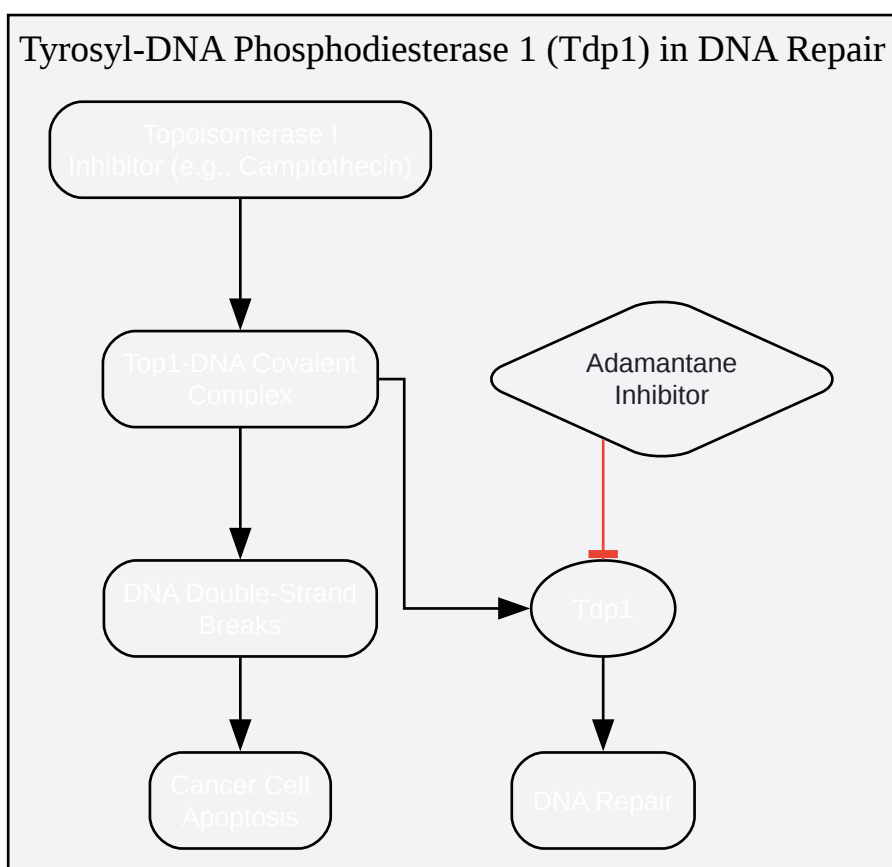 Tyrosyl-DNA Phosphodiesterase 1 (Tdp1) in DNA Repair
Topoisomerase I
Inhibitor (e.g., Camptothecin)
Top1-DNA Covalent
Complex
Adamantane
Inhibitor
DNA Double-Strand
Breaks
Tdp1
Cancer Cell
Apoptosis
DNA Repair